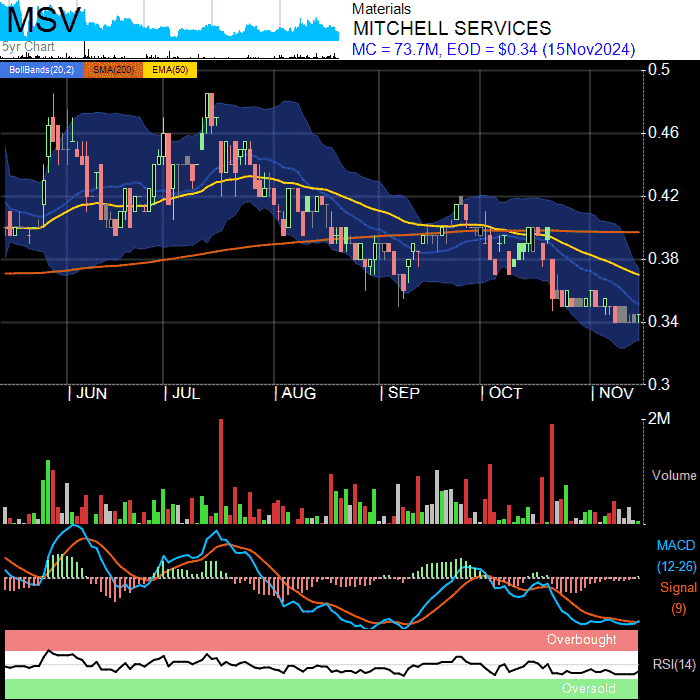 MSV
5yr Chart
Materials
MITCHELL SERVICES
MC = 73.7M, EOD = $0.34 (15Nov2024)
BollBands(20,2) SMA(200) EMA(50)
0.5
0.46
0.42
0.38
0.34
0.3
JUN JUL AUG SEP OCT NOV
2M
Volume
MACD
(12-26)
Signal
(9)
Overbought
RSI(14)
Oversold